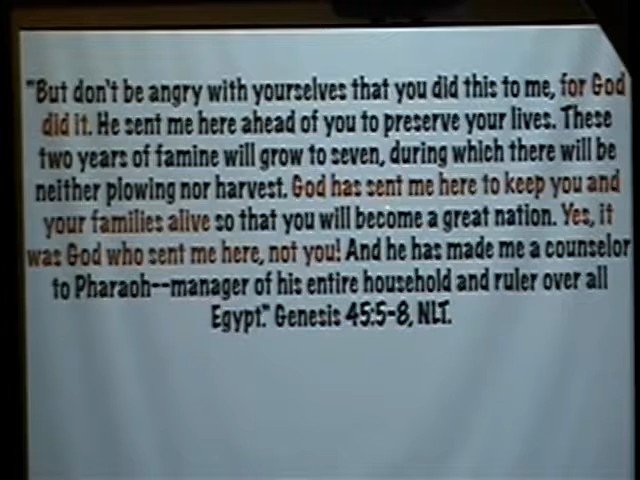 "But don't be angry with yourselves that you did this to me, for God
did it. He sent me here ahead of you to preserve your lives. These
two years of famine will grow to seven, during which there will be
neither plowing nor harvest. God has sent me here to keep you and
your families alive so that you will become a great nation. Yes, it
was God who sent me here, not you! And he has made me a counselor
to Pharaoh--manager of his entire household and ruler over all
Egypt." Genesis 45:5-8, NLT.